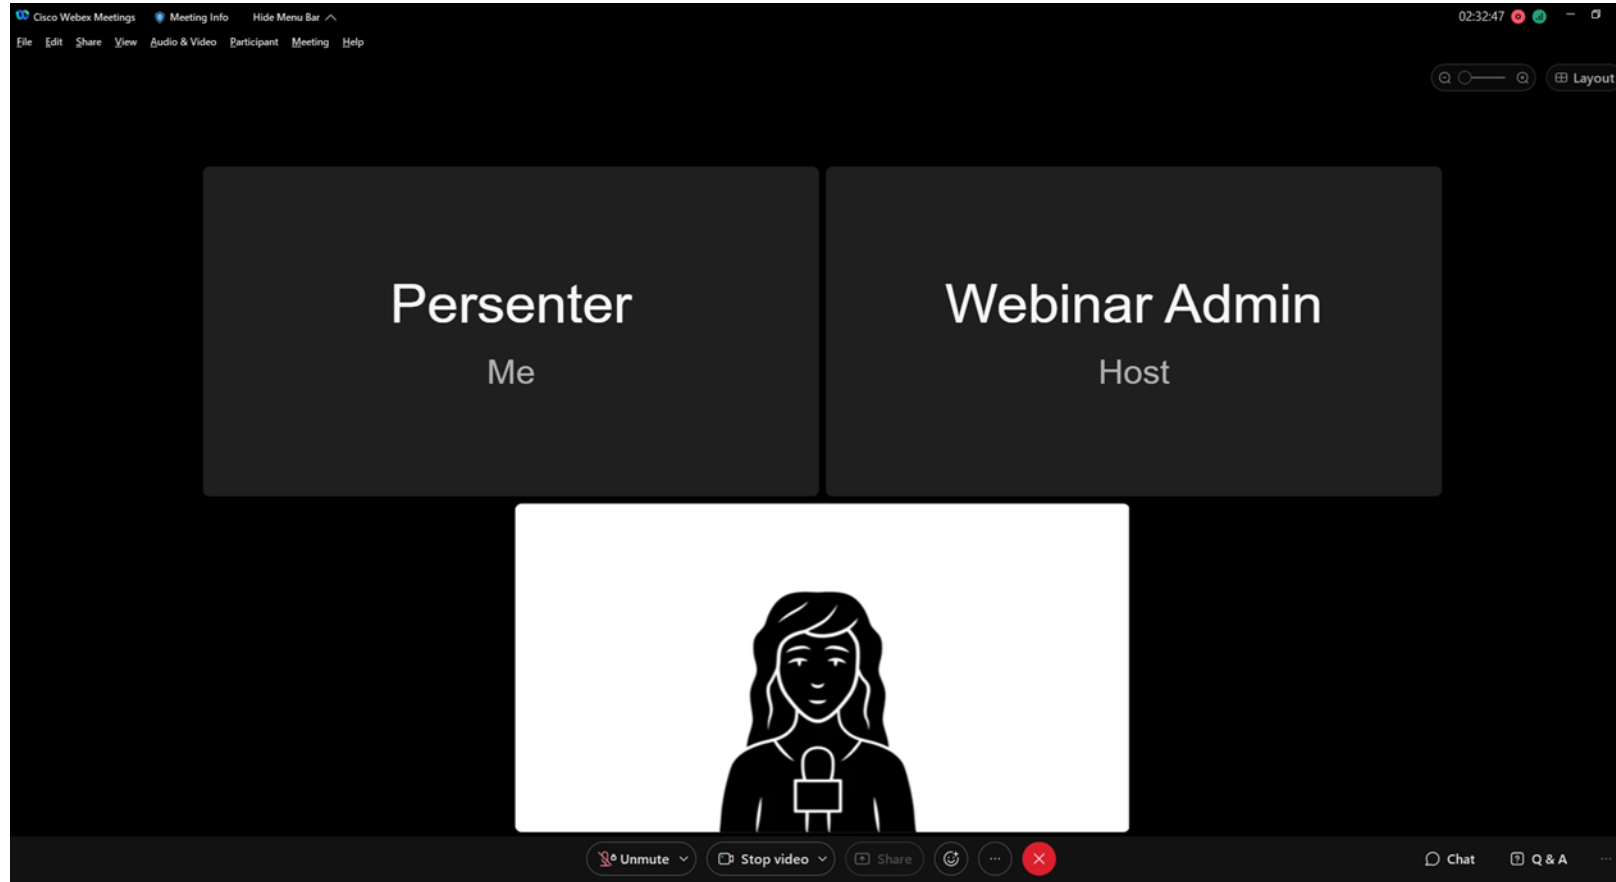 Cisco Webex Meetings Meeting Info Hide Menu Bar 02:32:47
File Edit Share View Audio & Video Participant Meeting Help
Layout
Persenter
Me
Webinar Admin
Host
Unmute Stop video Share Chat Q & A